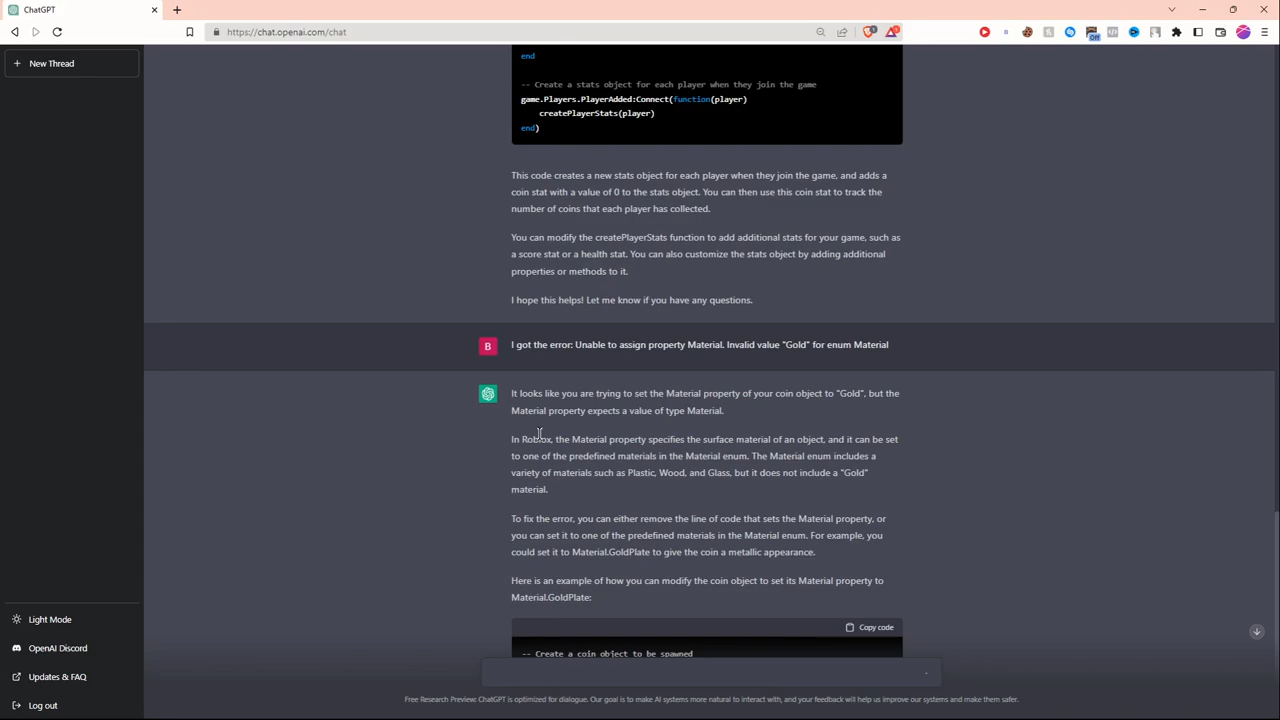 ChatGPT
https://chat.openai.com/chat
Off
New Thread
end
-- Create a stats object for each player when they join the game
game.Players.PlayerAdded:Connect(function(player)
createPlayerStats(player)
end)
This code creates a new stats object for each player when they join the game, and adds a
coin stat with a value of 0 to the stats object. You can then use this coin stat to track the
number of coins that each player has collected.
You can modify the createPlayerStats function to add additional stats for your game, such as
a score stat or a health stat. You can also customize the stats object by adding additional
properties or methods to it.
I hope this helps! Let me know if you have any questions.
B
I got the error: Unable to assign property Material. Invalid value "Gold" for enum Material
It looks like you are trying to set the Material property of your coin object to "Gold", but the
Material property expects a value of type Material.
In Roblox, the Material property specifies the surface material of an object, and it can be set
to one of the predefined materials in the Material enum. The Material enum includes a
variety of materials such as Plastic, Wood, and Glass, but it does not include a "Gold"
material.
To fix the error, you can either remove the line of code that sets the Material property, or
you can set it to one of the predefined materials in the Material enum. For example, you
could set it to Material.GoldPlate to give the coin a metallic appearance.
Here is an example of how you can modify the coin object to set its Material property to
Material.GoldPlate:
Copy code
-- Create a coin object to be spawned
Light Mode
OpenAI Discord
Updates & FAQ
Log out
Free Research Preview: ChatGPT is optimized for dialogue. Our goal is to make AI systems more natural to interact with, and your feedback will help us improve our systems and make them safer.